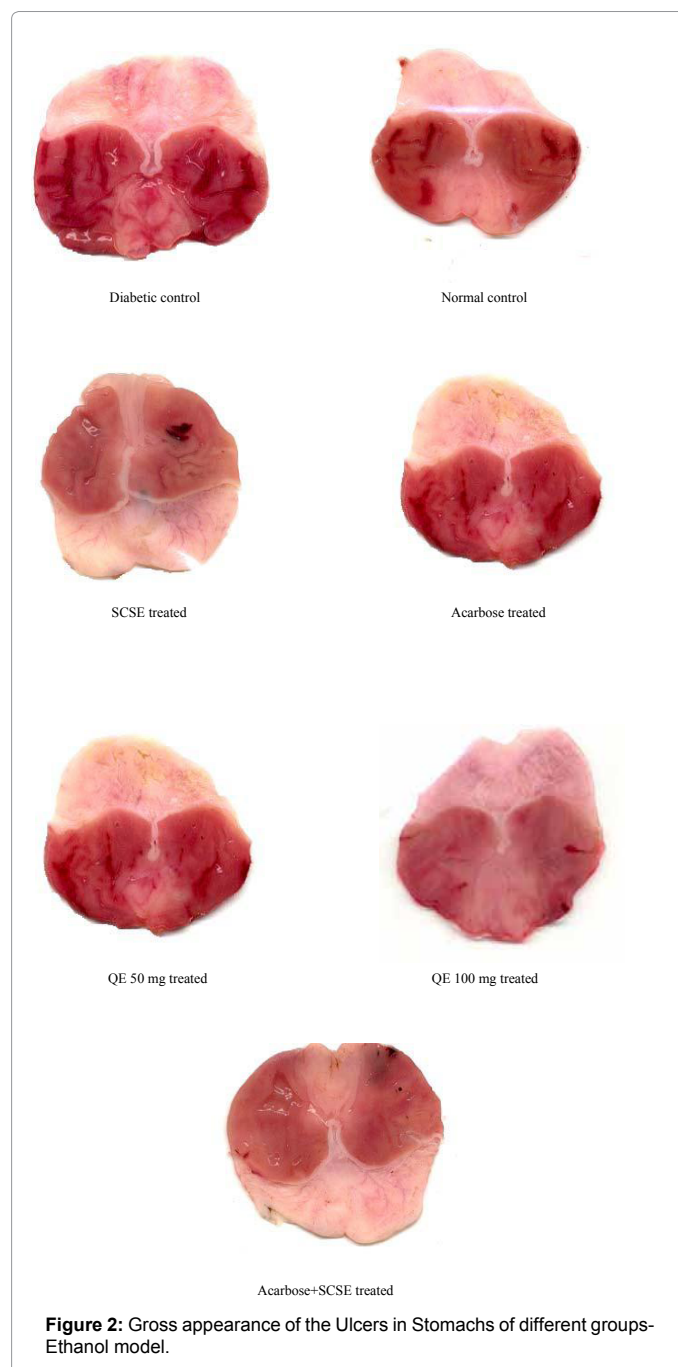 Diabetic control
Normal control
SCSE treated
Acarbose treated
QE 50 mg treated
QE 100 mg treated
Acarbose+SCSE treated
Figure 2: Gross appearance of the Ulcers in Stomachs of different groups-
Ethanol model.